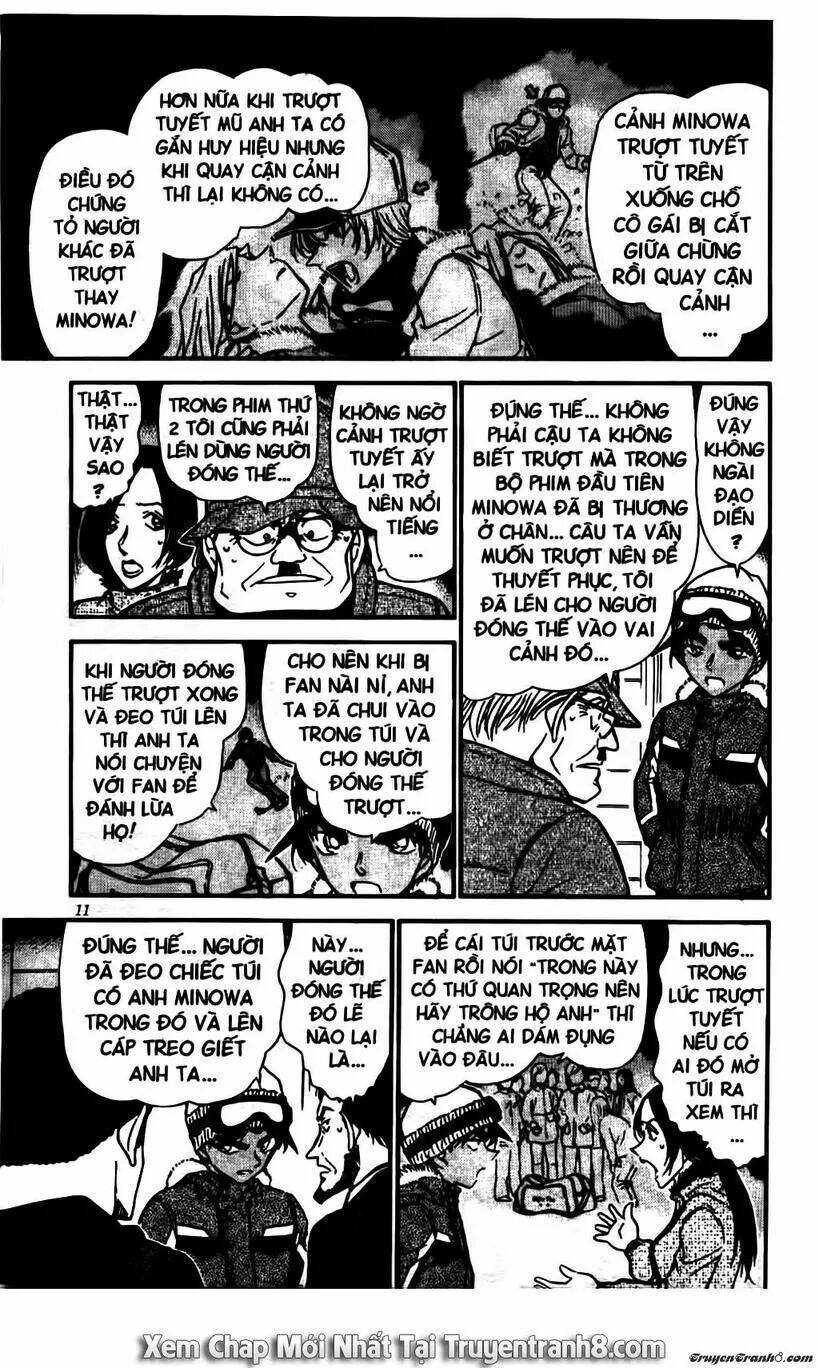 CẢNH MINOWA
TRƯỢT TUYẾT
TỪ TRÊN
XUỐNG CHỖ
CÔ GÁI BỊ CẮT
GIỮA CHỪNG
RỒI QUAY CẬN
CẢNH
...
HƠN NỮA KHI TRƯỢT
TUYẾT MŨ ANH TA CÓ
GẮN HUY HIỆU NHƯNG
KHI QUAY CẬN CẢNH
THÌ LẠI KHÔNG CÓ...
ĐIỀU ĐÓ
CHỨNG
TỎ NGƯỜI
KHÁC ĐÃ
TRƯỢT
THAY
MINOWA!
ĐÚNG
VẬY
KHÔNG
NGÀI
ĐẠO
DIỄN
?
ĐÚNG THẾ... KHÔNG
PHẢI CẬU TA KHÔNG
BIẾT TRƯỢT MÀ TRONG
BỘ PHIM ĐẦU TIÊN
MINOWA ĐÃ BỊ THƯƠNG
Ở CHÂN... CÂU TA VẪN
MUỐN TRƯỢT NÊN ĐỂ
THUYẾT PHỤC, TÔI
ĐÃ LÉN CHO NGƯỜI
ĐÓNG THẾ VÀO VAI
CẢNH ĐÓ...
KHÔNG NGỜ
CẢNH TRƯỢT
TUYẾT ẤY
LẠI TRỞ
NÊN NỔI
TIẾNG
...
TRONG PHIM THỨ
2 TÔI CŨNG PHẢI
LÉN DÙNG NGƯỜI
ĐÓNG THẾ...
THẬT...
THẬT
VẬY
SAO
?
CHO NÊN KHI BỊ
FAN NÀI NỈ, ANH
TA ĐÃ CHUI VÀO
TRONG TÚI VÀ
CHO NGƯỜI
ĐÓNG THẾ
TRƯỢT...
KHI NGƯỜI ĐÓNG
THẾ TRƯỢT XONG
VÀ ĐEO TÚI LÊN
THÌ ANH TA
NÓI CHUYỆN
VỚI FAN ĐỂ
ĐÁNH LỪA
HỌ!
11
NHƯNG...
TRONG
LÚC TRƯỢT
TUYẾT
NẾU CÓ
AI ĐÓ MỞ
TÚI RA
XEM THÌ
...
ĐỂ CÁI TÚI TRƯỚC MẶT
FAN RỒI NÓI "TRONG NÀY
CÓ THỨ QUAN TRỌNG NÊN
HÃY TRÔNG HỘ ANH" THÌ
CHẲNG AI DÁM ĐỤNG
VÀO ĐÂU...
NÀY...
NGƯỜI
ĐÓNG THẾ
ĐÓ LẼ
NÀO LẠI
LÀ...
ĐÚNG THẾ... NGƯỜI
ĐÃ ĐEO CHIẾC TÚI
CÓ ANH MINOWA
TRONG ĐÓ VÀ LÊN
CÁP TREO GIẾT
ANH TA...
Xem Chap Mới Nhất Tại Truyentranh8.com
TruyenTranh8.com